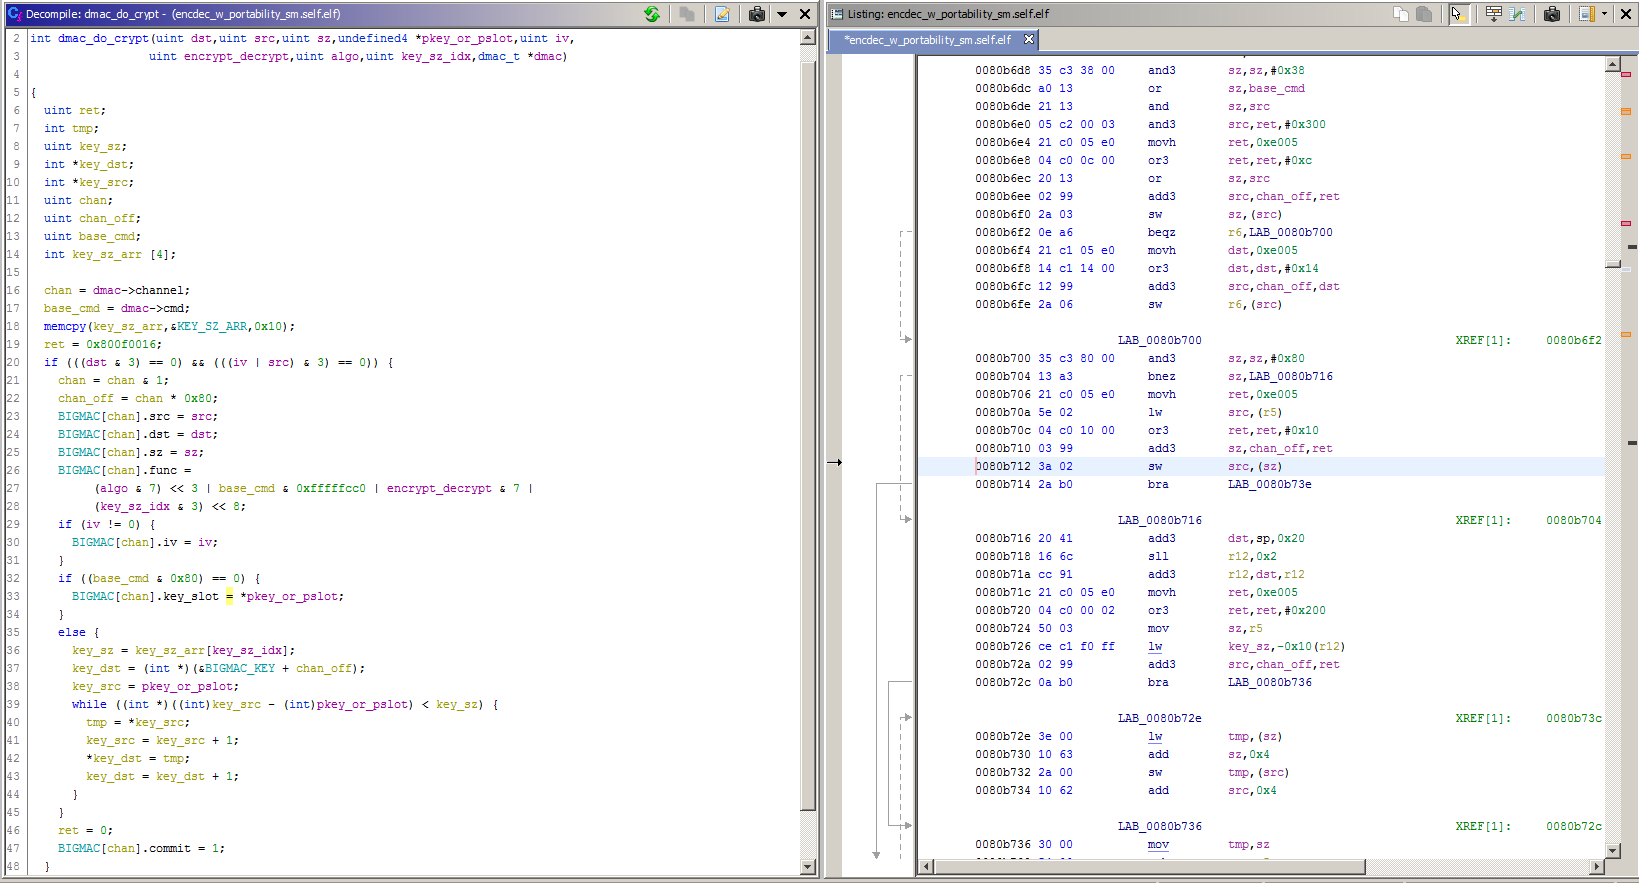 Decompile: dmac_do_crypt - (encdec_w_portability_sm.self.elf)
2 int dmac_do_crypt(uint dst,uint src,uint sz,undefined4 *pkey_or_pslot,uint iv,
3 uint encrypt_decrypt,uint algo,uint key_sz_idx,dmac_t *dmac)
4
5 {
6 uint ret;
7 int tmp;
8 uint key_sz;
9 int *key_dst;
10 int *key_src;
11 uint chan;
12 uint chan_off;
13 uint base_cmd;
14 int key_sz_arr [4];
15
16 chan = dmac->channel;
17 base_cmd = dmac->cmd;
18 memcpy(key_sz_arr,&KEY_SZ_ARR,0x10);
19 ret = 0x800f0016;
20 if (((dst & 3) == 0) && (((iv | src) & 3) == 0)) {
21 chan = chan & 1;
22 chan_off = chan * 0x80;
23 BIGMAC[chan].src = src;
24 BIGMAC[chan].dst = dst;
25 BIGMAC[chan].sz = sz;
26 BIGMAC[chan].func =
27 (algo & 7) << 3 | base_cmd & 0xfffffcc0 | encrypt_decrypt & 7 |
28 (key_sz_idx & 3) << 8;
29 if (iv != 0) {
30 BIGMAC[chan].iv = iv;
31 }
32 if ((base_cmd & 0x80) == 0) {
33 BIGMAC[chan].key_slot = *pkey_or_pslot;
34 }
35 else {
36 key_sz = key_sz_arr[key_sz_idx];
37 key_dst = (int *)(&BIGMAC_KEY + chan_off);
38 key_src = pkey_or_pslot;
39 while ((int *)((int)key_src - (int)pkey_or_pslot) < key_sz) {
40 tmp = *key_src;
41 key_src = key_src + 1;
42 *key_dst = tmp;
43 key_dst = key_dst + 1;
44 }
45 }
46 ret = 0;
47 BIGMAC[chan].commit = 1;
48 }
Listing: encdec_w_portability_sm.self.elf
*encdec_w_portability_sm.self.elf
0080b6d8 35 c3 38 00 and3 sz,sz,#0x38
0080b6dc a0 13 or sz,base_cmd
0080b6de 21 13 and sz,src
0080b6e0 05 c2 00 03 and3 src,ret,#0x300
0080b6e4 21 c0 05 e0 movh ret,0xe005
0080b6e8 04 c0 0c 00 or3 ret,ret,#0xc
0080b6ec 20 13 or sz,src
0080b6ee 02 99 add3 src,chan_off,ret
0080b6f0 2a 03 sw sz,(src)
0080b6f2 0e a6 beqz r6,LAB_0080b700
0080b6f4 21 c1 05 e0 movh dst,0xe005
0080b6f8 14 c1 14 00 or3 dst,dst,#0x14
0080b6fc 12 99 add3 src,chan_off,dst
0080b6fe 2a 06 sw r6,(src)
LAB_0080b700 XREF[1]: 0080b6f2
0080b700 35 c3 80 00 and3 sz,sz,#0x80
0080b704 13 a3 bnez sz,LAB_0080b716
0080b706 21 c0 05 e0 movh ret,0xe005
0080b70a 5e 02 lw src,(r5)
0080b70c 04 c0 10 00 or3 ret,ret,#0x10
0080b710 03 99 add3 sz,chan_off,ret
0080b712 3a 02 sw src,(sz)
0080b714 2a b0 bra LAB_0080b73e
LAB_0080b716 XREF[1]: 0080b704
0080b716 20 41 add3 dst,sp,0x20
0080b718 16 6c sll r12,0x2
0080b71a cc 91 add3 r12,dst,r12
0080b71c 21 c0 05 e0 movh ret,0xe005
0080b720 04 c0 00 02 or3 ret,ret,#0x200
0080b724 50 03 mov sz,r5
0080b726 ce c1 f0 ff lw key_sz,-0x10(r12)
0080b72a 02 99 add3 src,chan_off,ret
0080b72c 0a b0 bra LAB_0080b736
LAB_0080b72e XREF[1]: 0080b73c
0080b72e 3e 00 lw tmp,(sz)
0080b730 10 63 add sz,0x4
0080b732 2a 00 sw tmp,(src)
0080b734 10 62 add src,0x4
LAB_0080b736 XREF[1]: 0080b72c
0080b736 30 00 mov tmp,sz